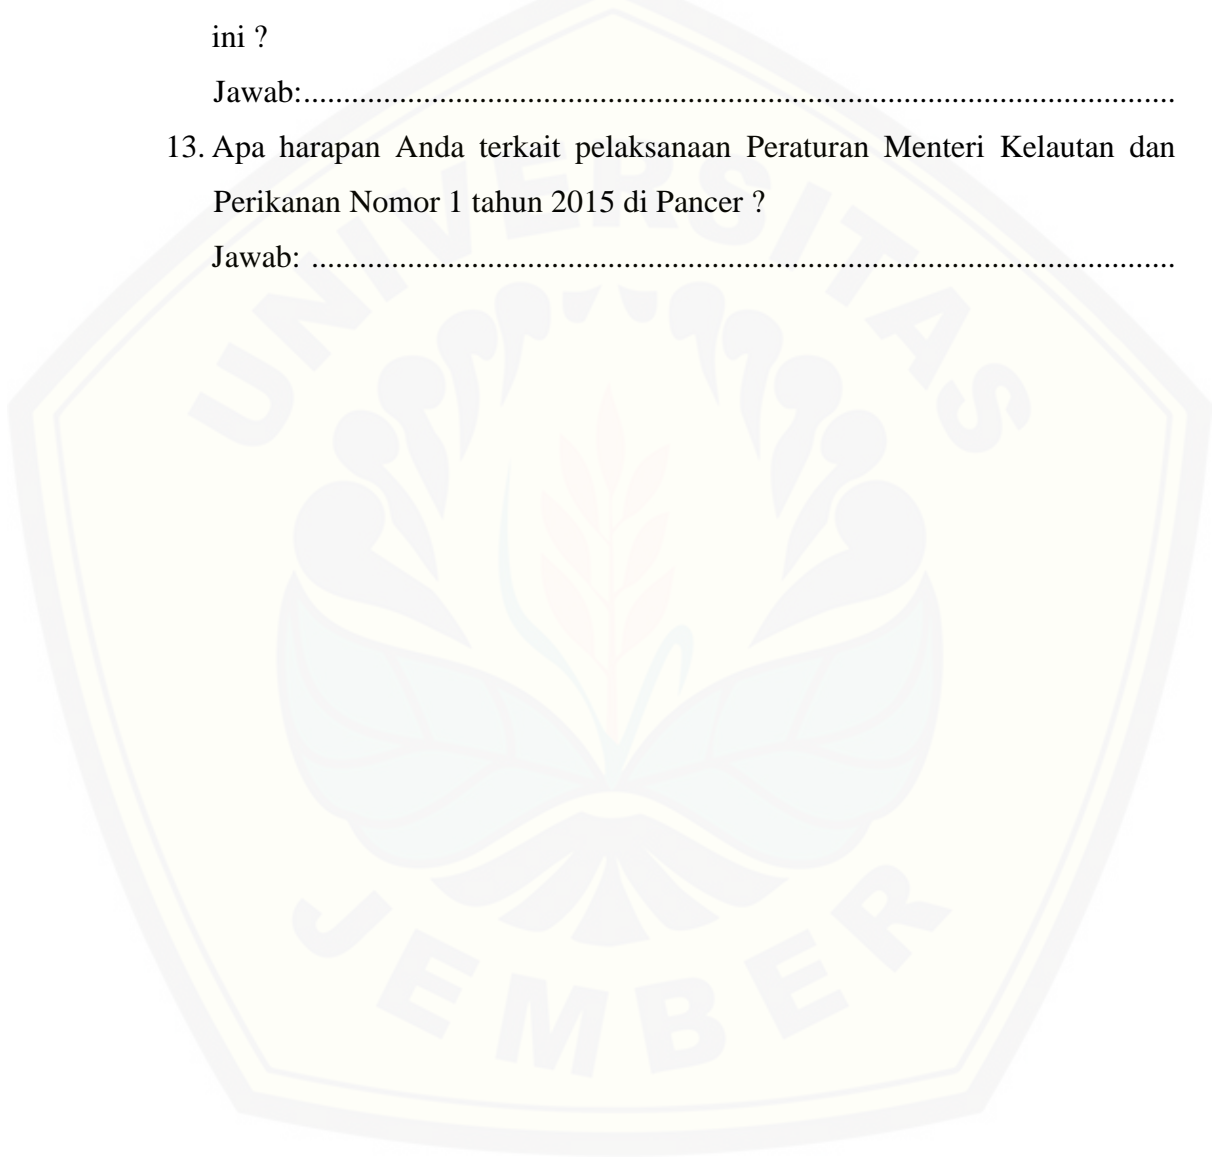 ini ?
Jawab:.............................................................................................................
13. Apa harapan Anda terkait pelaksanaan Peraturan Menteri Kelautan dan
Perikanan Nomor 1 tahun 2015 di Pancer ?
Jawab: ............................................................................................................
UNIVERSITAS
JEMBER